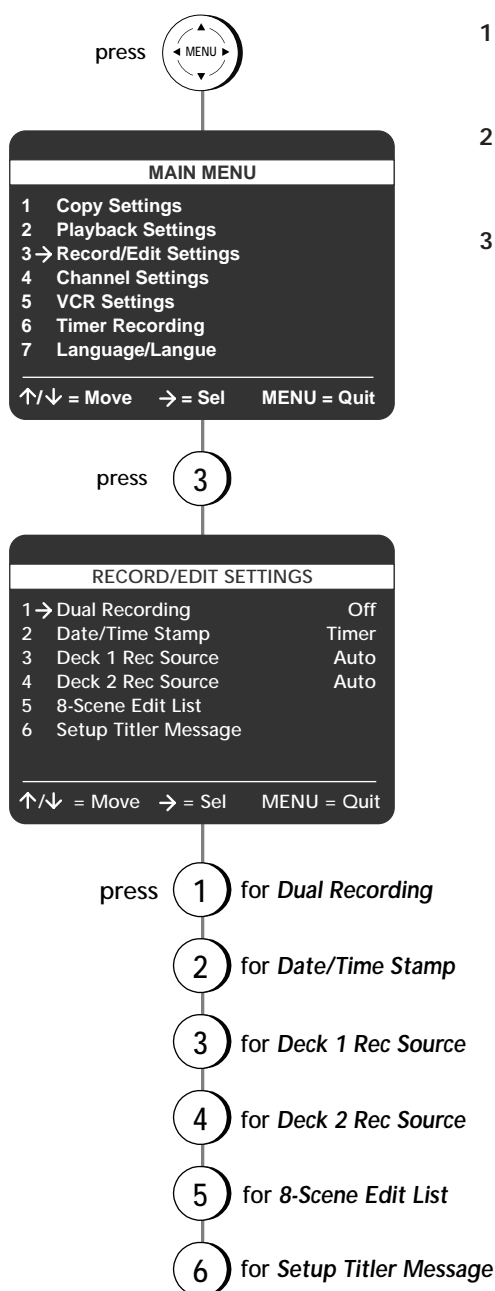 1
press MENU
2
MAIN MENU
1 Copy Settings
2 Playback Settings
3
3→Record/Edit Settings
4 Channel Settings
5 VCR Settings
6 Timer Recording
7 Language/Langue
↑/↓ = Move → = Sel MENU = Quit
press 3
RECORD/EDIT SETTINGS
1→Dual Recording Off
2 Date/Time Stamp Timer
3 Deck 1 Rec Source Auto
4 Deck 2 Rec Source Auto
5 8-Scene Edit List
6 Setup Titler Message
↑/↓ = Move → = Sel MENU = Quit
press 1 for Dual Recording
2 for Date/Time Stamp
3 for Deck 1 Rec Source
4 for Deck 2 Rec Source
5 for 8-Scene Edit List
6 for Setup Titler Message